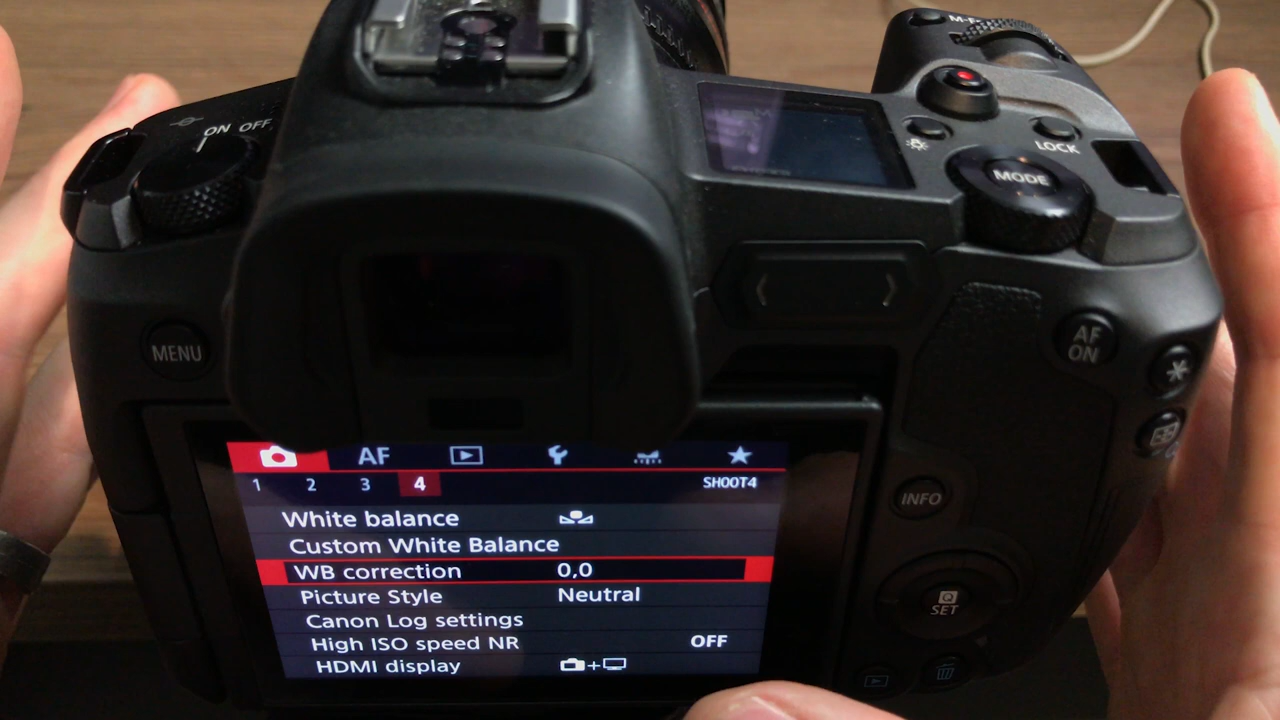 M-Fn
ON OFF
LOCK
MODE
MENU
AF
ON
INFO
Q
SET
AF
1 2 3 4 SHOOT4
White balance
Custom White Balance
WB correction 0,0
Picture Style Neutral
Canon Log settings
High ISO speed NR OFF
HDMI display +